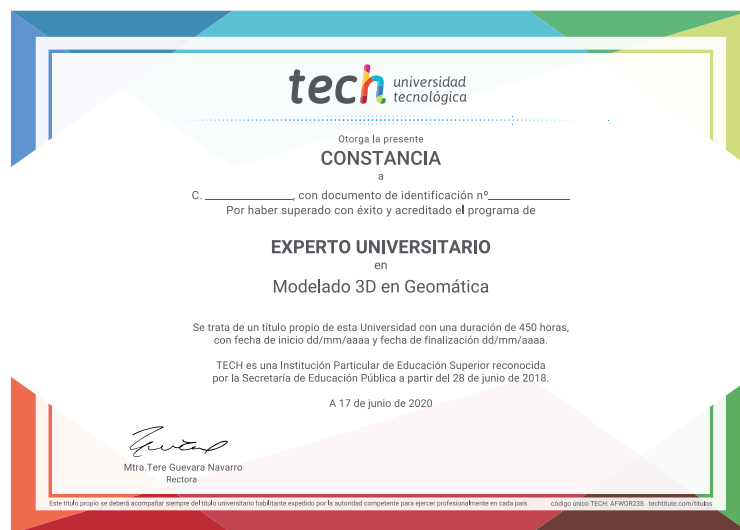 tech universidad
tecnológica
Otorga la presente
CONSTANCIA
a
C. ______________, con documento de identificación nº______________
Por haber superado con éxito y acreditado el programa de
EXPERTO UNIVERSITARIO
en
Modelado 3D en Geomática
Se trata de un título propio de esta Universidad con una duración de 450 horas,
con fecha de inicio dd/mm/aaaa y fecha de finalización dd/mm/aaaa.
TECH es una Institución Particular de Educación Superior reconocida
por la Secretaría de Educación Pública a partir del 28 de junio de 2018.
A 17 de junio de 2020
Mtra.Tere Guevara Navarro
Rectora
Este título propio se deberá acompañar siempre del título universitario habilitante expedido por la autoridad competente para ejercer profesionalmente en cada país. código único TECH: AFWOR23S techtitute.com/titulos